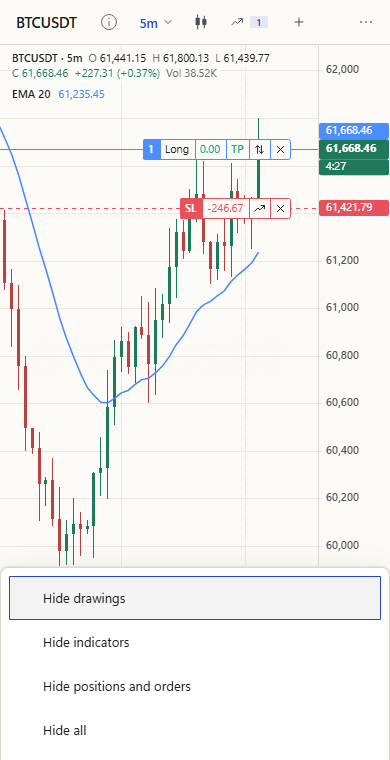 BTCUSDT 5m 1
BTCUSDT · 5m O 61,441.15 H 61,800.13 L 61,439.77
C 61,668.46 +227.31 (+0.37%) Vol 38.52K
EMA 20 61,235.45
62,000
61,668.46
1 Long 0.00 TP 61,668.46
4:27
SL -246.67 61,421.79
61,200
61,000
60,800
60,600
60,400
60,200
60,000
Hide drawings
Hide indicators
Hide positions and orders
Hide all